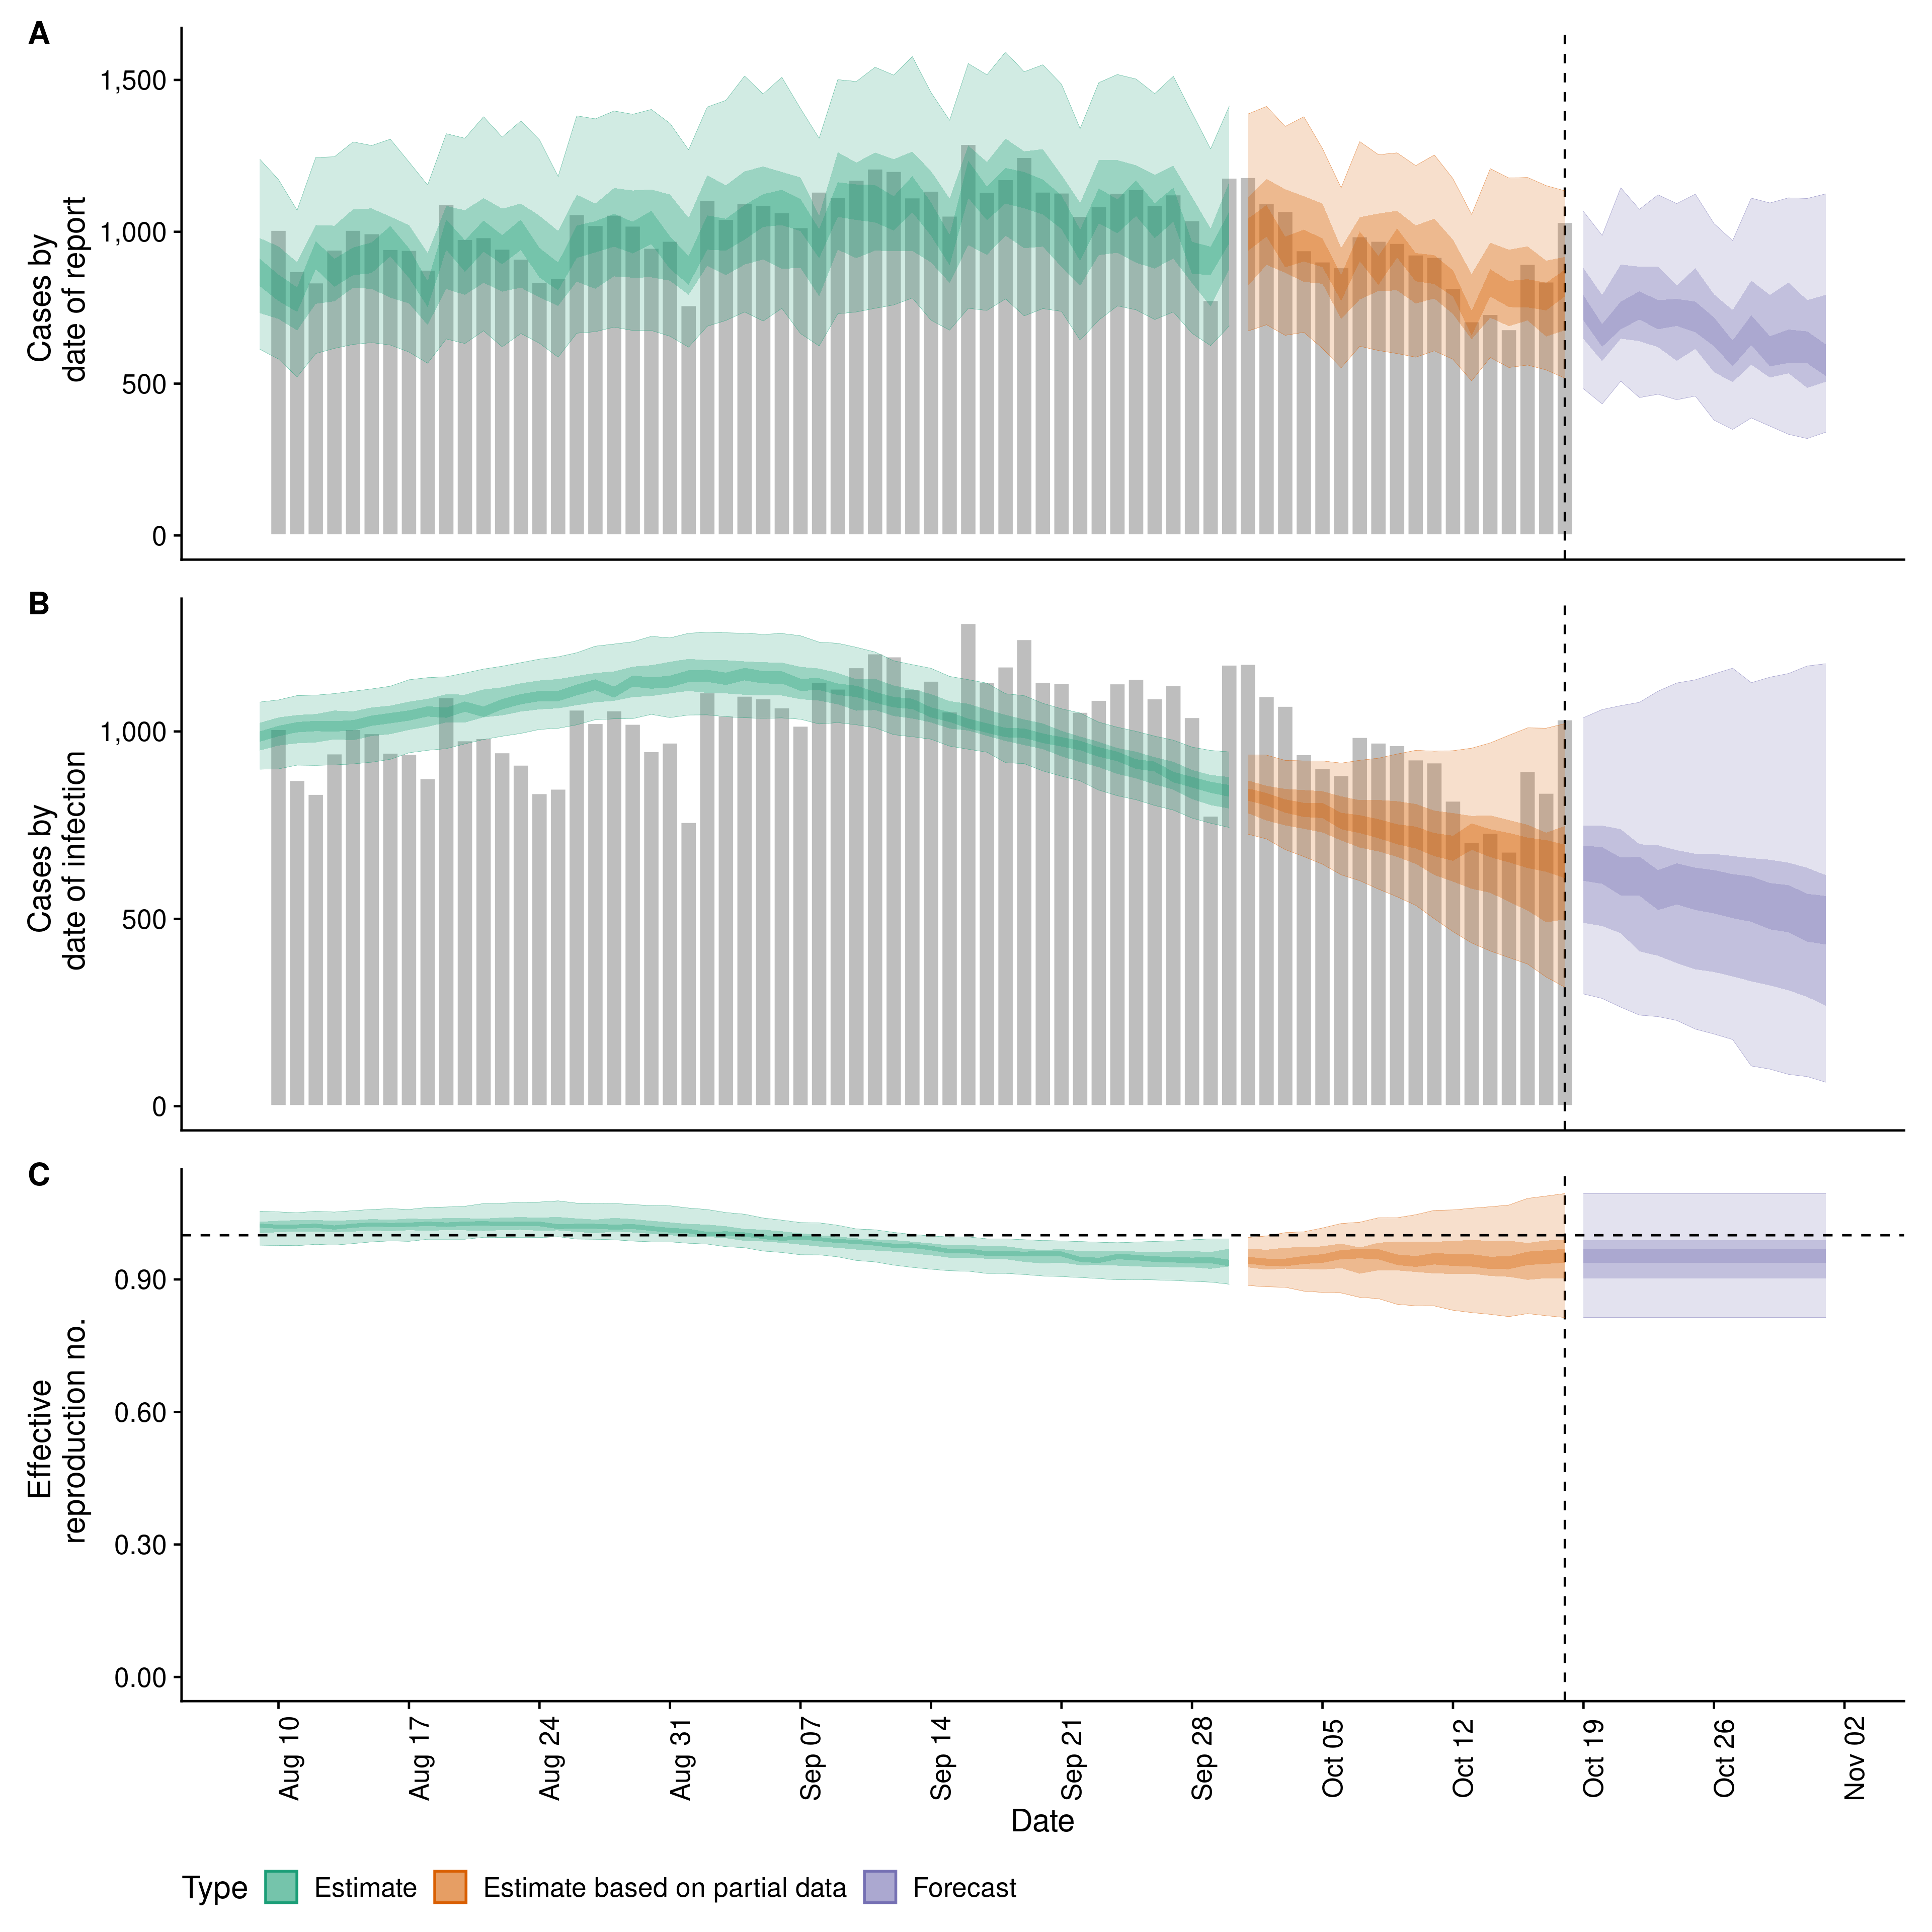 A
Cases by
date of report
1,500
1,000
500
0
B
Cases by
date of infection
1,000
500
0
C
Effective
reproduction no.
0.90
0.60
0.30
0.00
Aug 10
Aug 17
Aug 24
Aug 31
Sep 07
Sep 14
Sep 21
Sep 28
Oct 05
Oct 12
Oct 19
Oct 26
Nov 02
Date
Type Estimate Estimate based on partial data Forecast